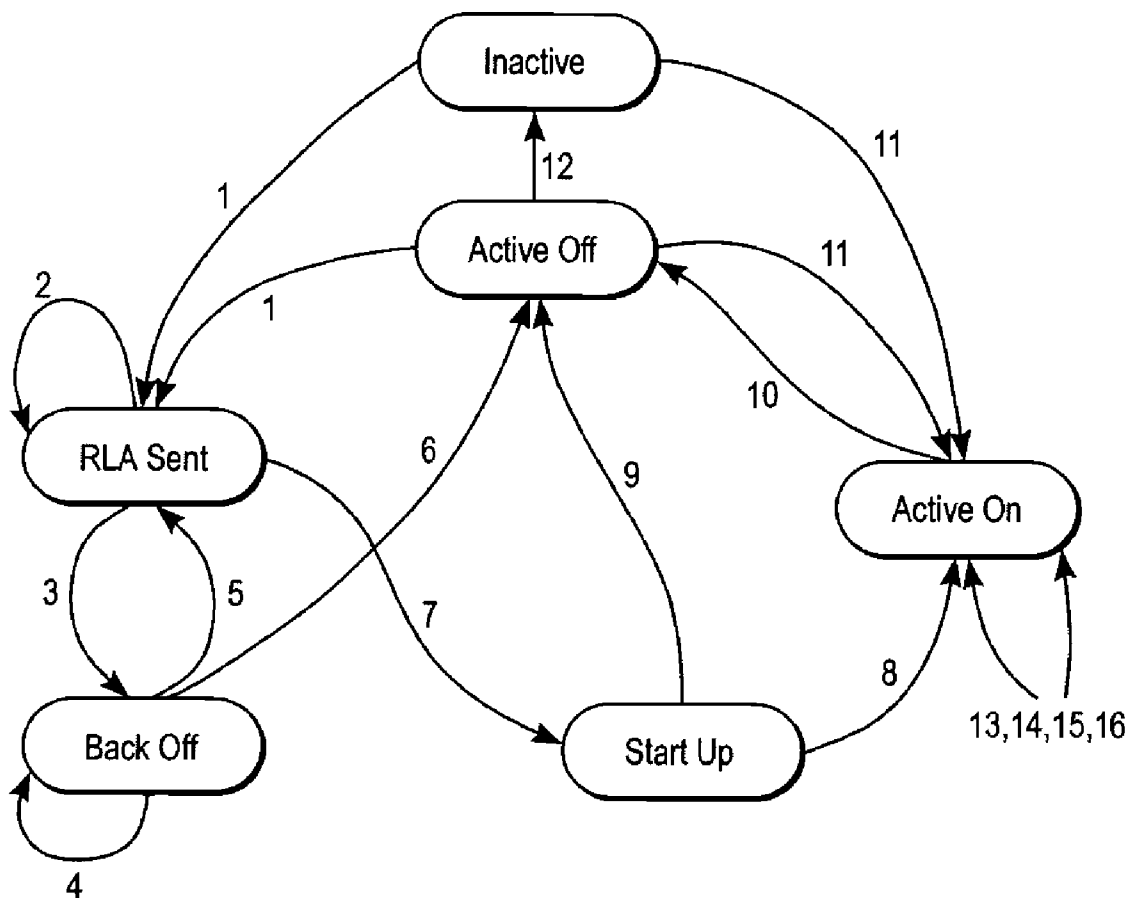 Inactive
11
12
1
Active Off
11
2
1
10
RLA Sent
6
9
Active On
3
5
7
8
13,14,15,16
Back Off
Start Up
4